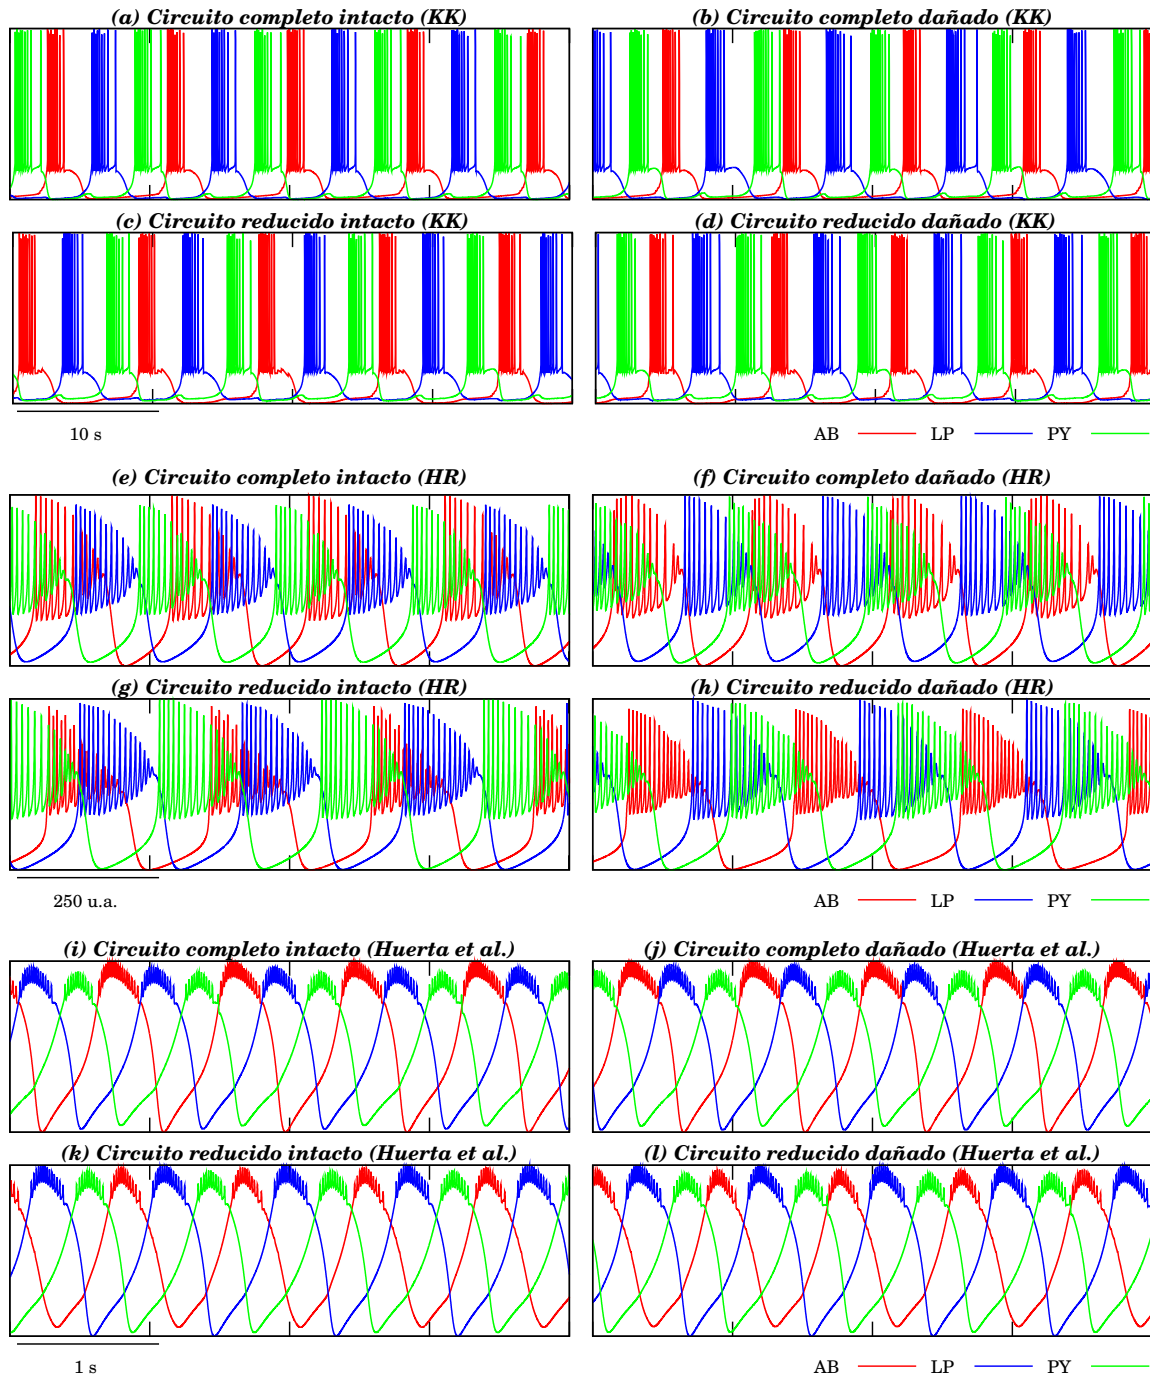 (a) Circuito completo intacto (KK)
(b) Circuito completo dañado (KK)
(c) Circuito reducido intacto (KK)
(d) Circuito reducido dañado (KK)
10 s
AB LP PY
(e) Circuito completo intacto (HR)
(f) Circuito completo dañado (HR)
(g) Circuito reducido intacto (HR)
(h) Circuito reducido dañado (HR)
250 u.a.
AB LP PY
(i) Circuito completo intacto (Huerta et al.)
(j) Circuito completo dañado (Huerta et al.)
(k) Circuito reducido intacto (Huerta et al.)
(l) Circuito reducido dañado (Huerta et al.)
1 s
AB LP PY